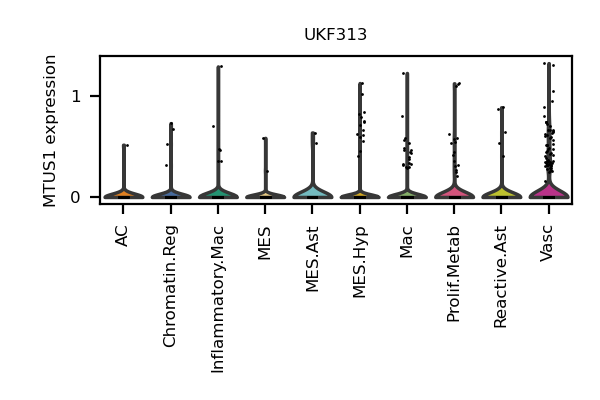 UKF313
MTUS1 expression
1
0
AC
Chromatin.Reg
Inflammatory.Mac
MES
MES.Ast
MES.Hyp
Mac
Prolif.Metab
Reactive.Ast
Vasc